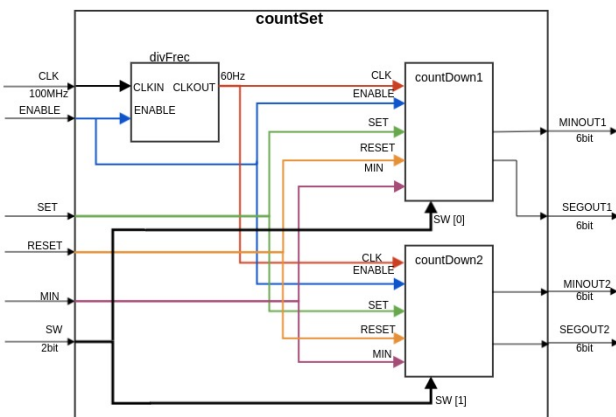 countSet
divFrec
CLK
100MHz
ENABLE
CLKIN CLKOUT
ENABLE
60Hz
CLK
ENABLE
SET
RESET
MIN
countDown1
SW [0]
MINOUT1
6bit
SEGOUT1
6bit
SET
RESET
MIN
SW
2bit
CLK
ENABLE
SET
RESET
MIN
countDown2
SW [1]
MINOUT2
6bit
SEGOUT2
6bit